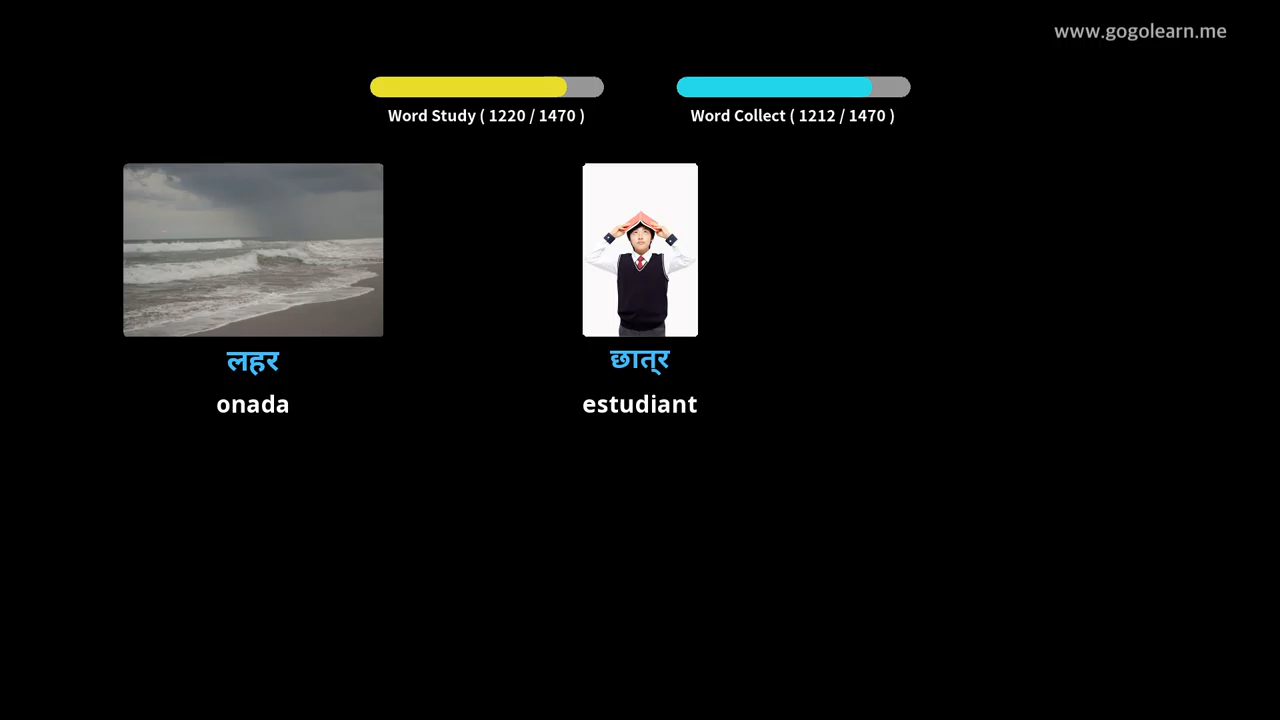 www.gogolearn.me
Word Study ( 1220 / 1470 )
Word Collect ( 1212 / 1470 )
लहर
onada
छात्र
estudiant